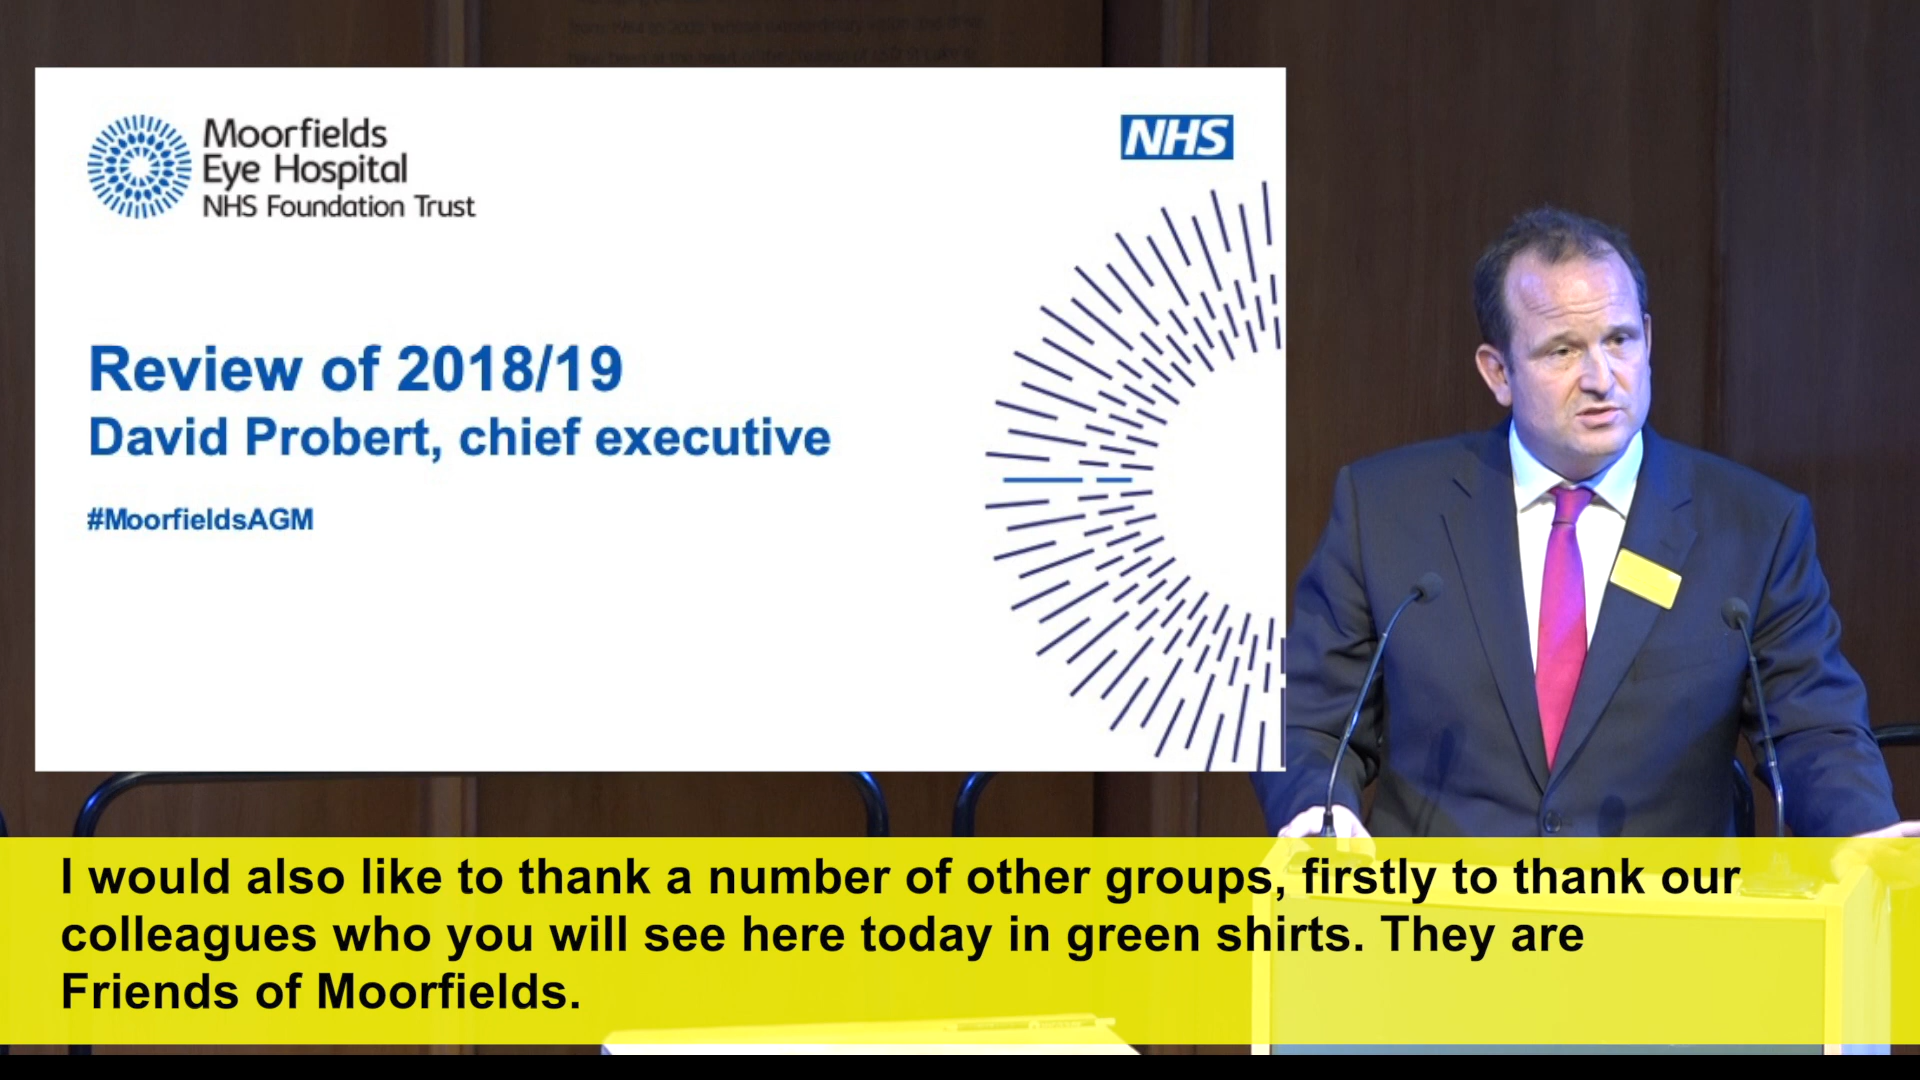 Moorfields
Eye Hospital
NHS Foundation Trust
NHS
Review of 2018/19
David Probert, chief executive
#MoorfieldsAGM
I would also like to thank a number of other groups, firstly to thank our
colleagues who you will see here today in green shirts. They are
Friends of Moorfields.